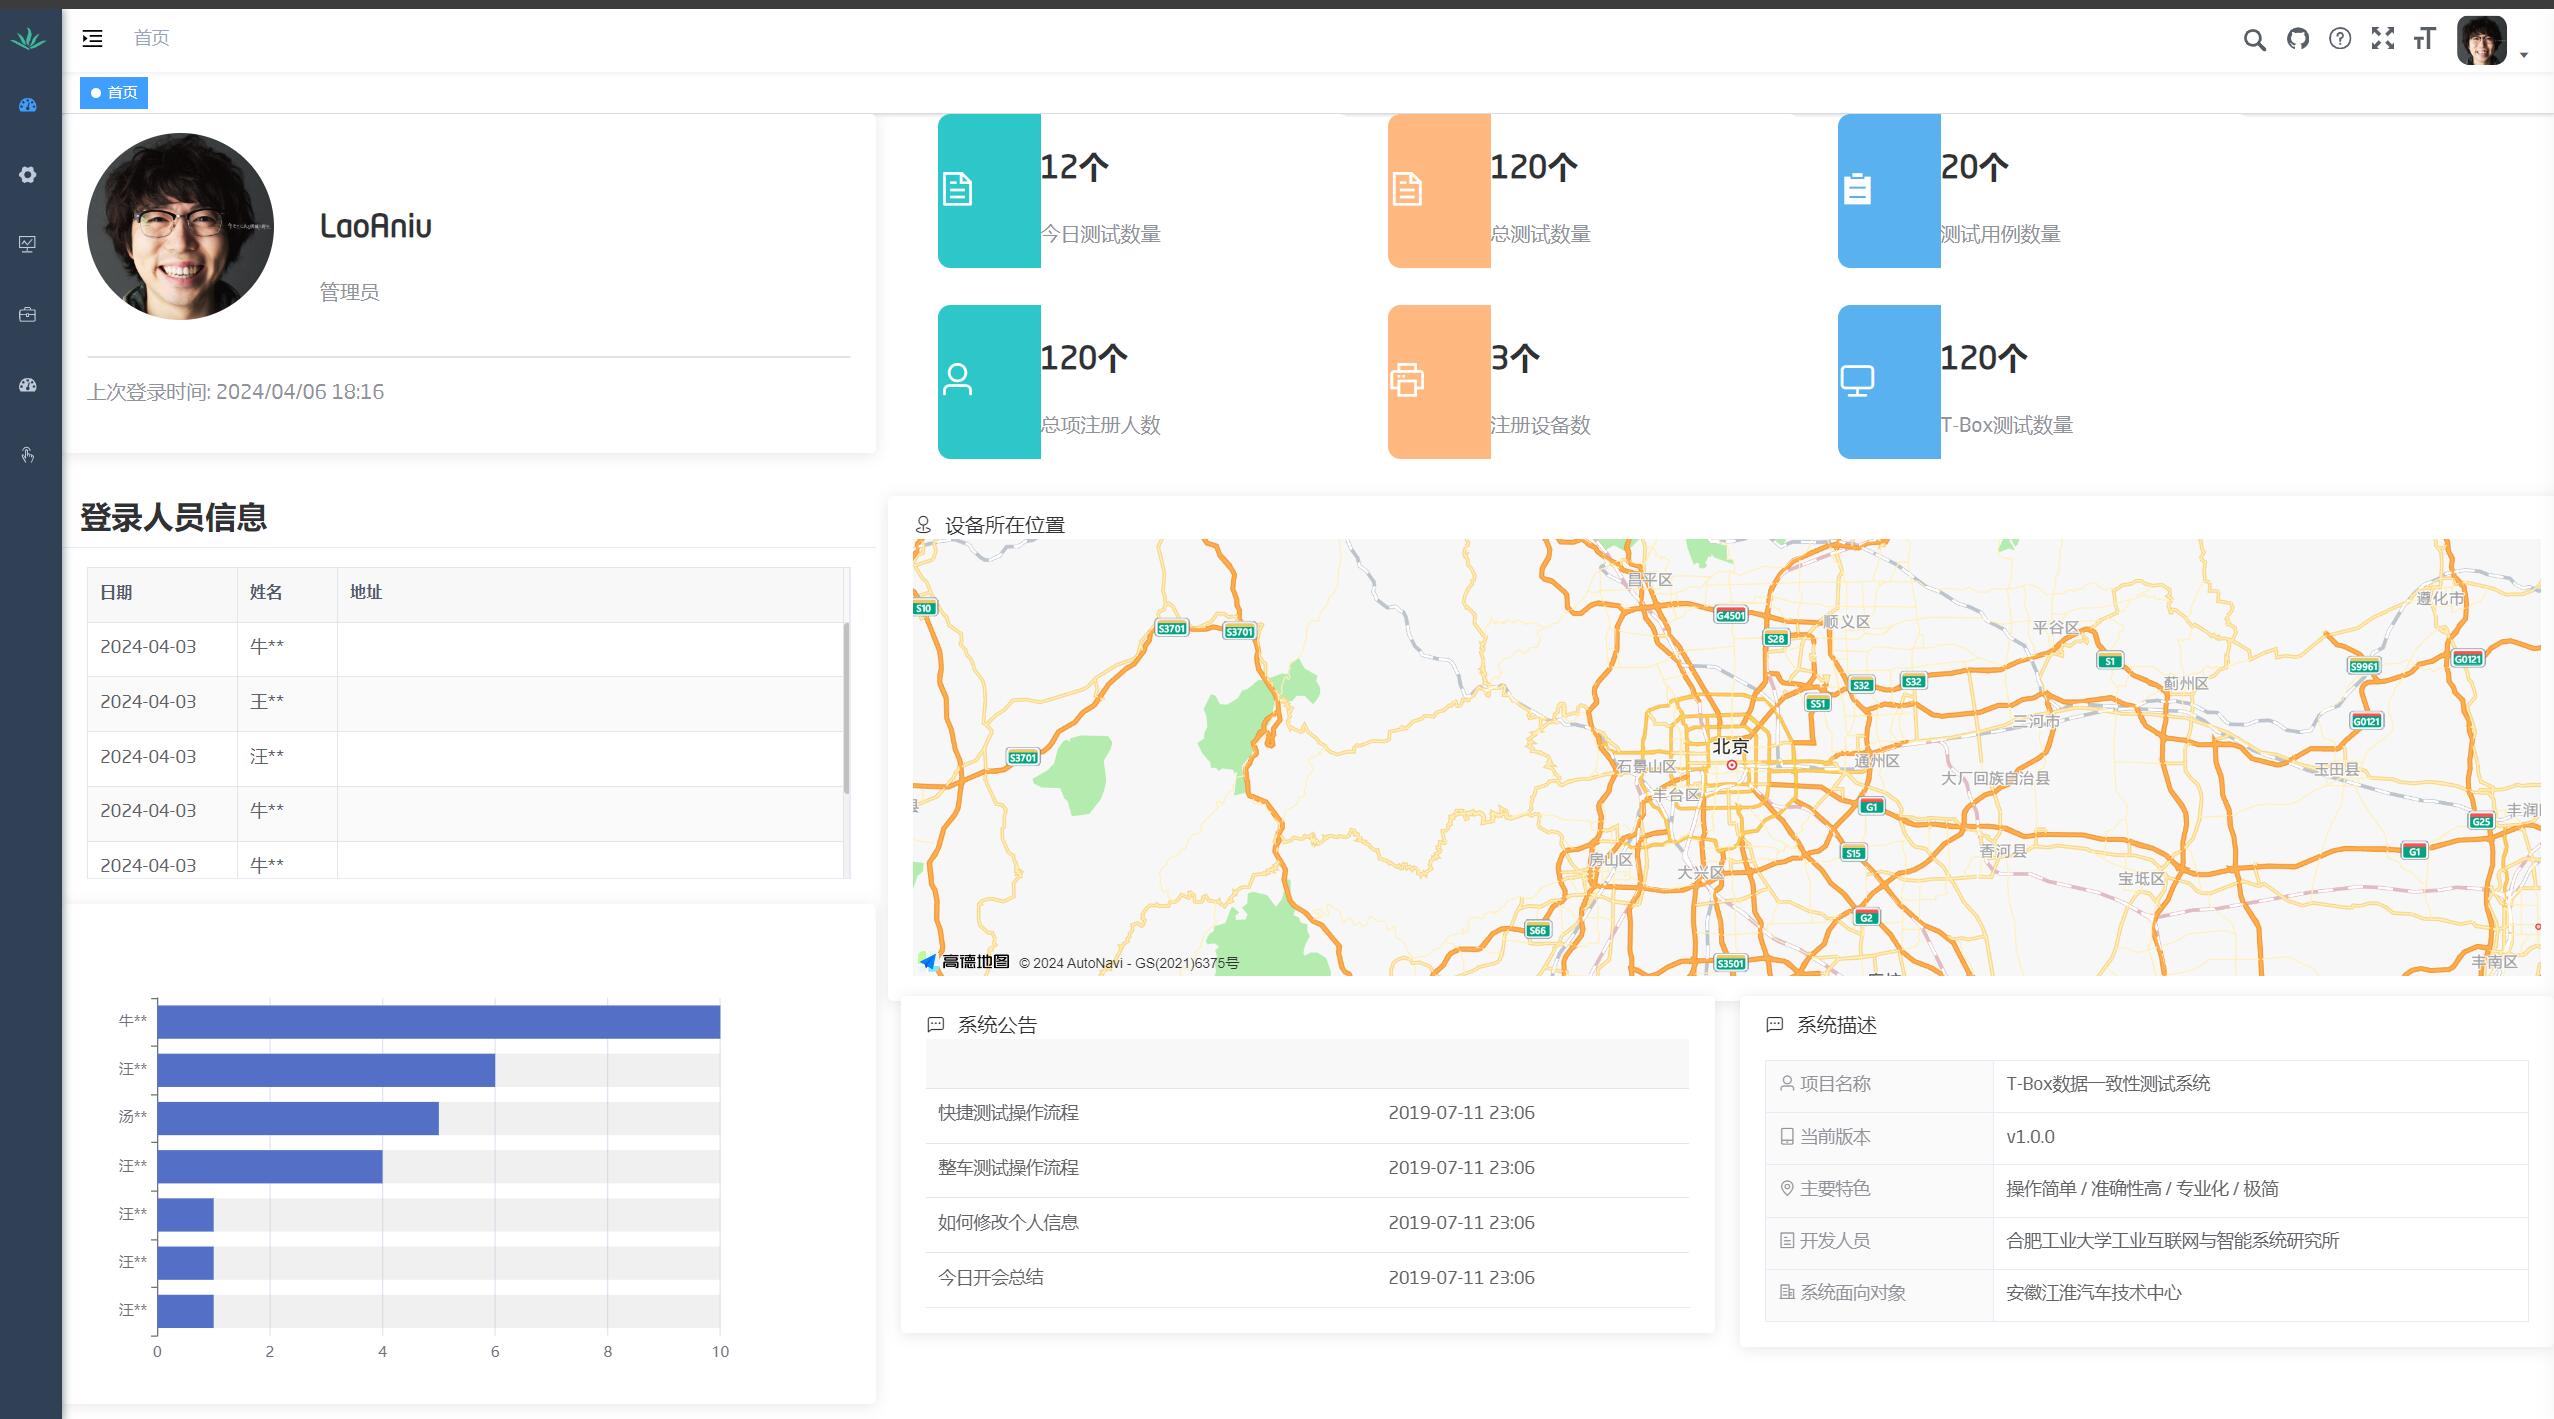 首页
首页
LaoAniu
管理员
上次登录时间: 2024/04/06 18:16
12个
今日测试数量
120个
总测试数量
20个
测试用例数量
120个
总项注册人数
3个
注册设备数
120个
T-Box测试数量
登录人员信息
日期 姓名 地址
2024-04-03 牛**
2024-04-03 王**
2024-04-03 汪**
2024-04-03 牛**
2024-04-03 牛**
牛**
汪**
汤**
汪**
汪**
汪**
汪**
0 2 4 6 8 10
设备所在位置
昌平区
遵化市
S10
G4501
顺义区
平谷区
S3701
S3701
S28
S1
S9961
G0121
S32
S32
蓟州区
S51
三河市
G0121
北京
S3701
石景山区
通州区
玉田县
大厂回族自治县
丰台区
G1
丰润
G25
S15
香河县
G1
房山区
大兴区
宝坻区
G2
S66
S3501
丰南区
高德地图 © 2024 AutoNavi - GS(2021)6375号
系统公告
快捷测试操作流程 2019-07-11 23:06
整车测试操作流程 2019-07-11 23:06
如何修改个人信息 2019-07-11 23:06
今日开会总结 2019-07-11 23:06
系统描述
项目名称 T-Box数据一致性测试系统
当前版本 v1.0.0
主要特色 操作简单 / 准确性高 / 专业化 / 极简
开发人员 合肥工业大学工业互联网与智能系统研究所
系统面向对象 安徽江淮汽车技术中心